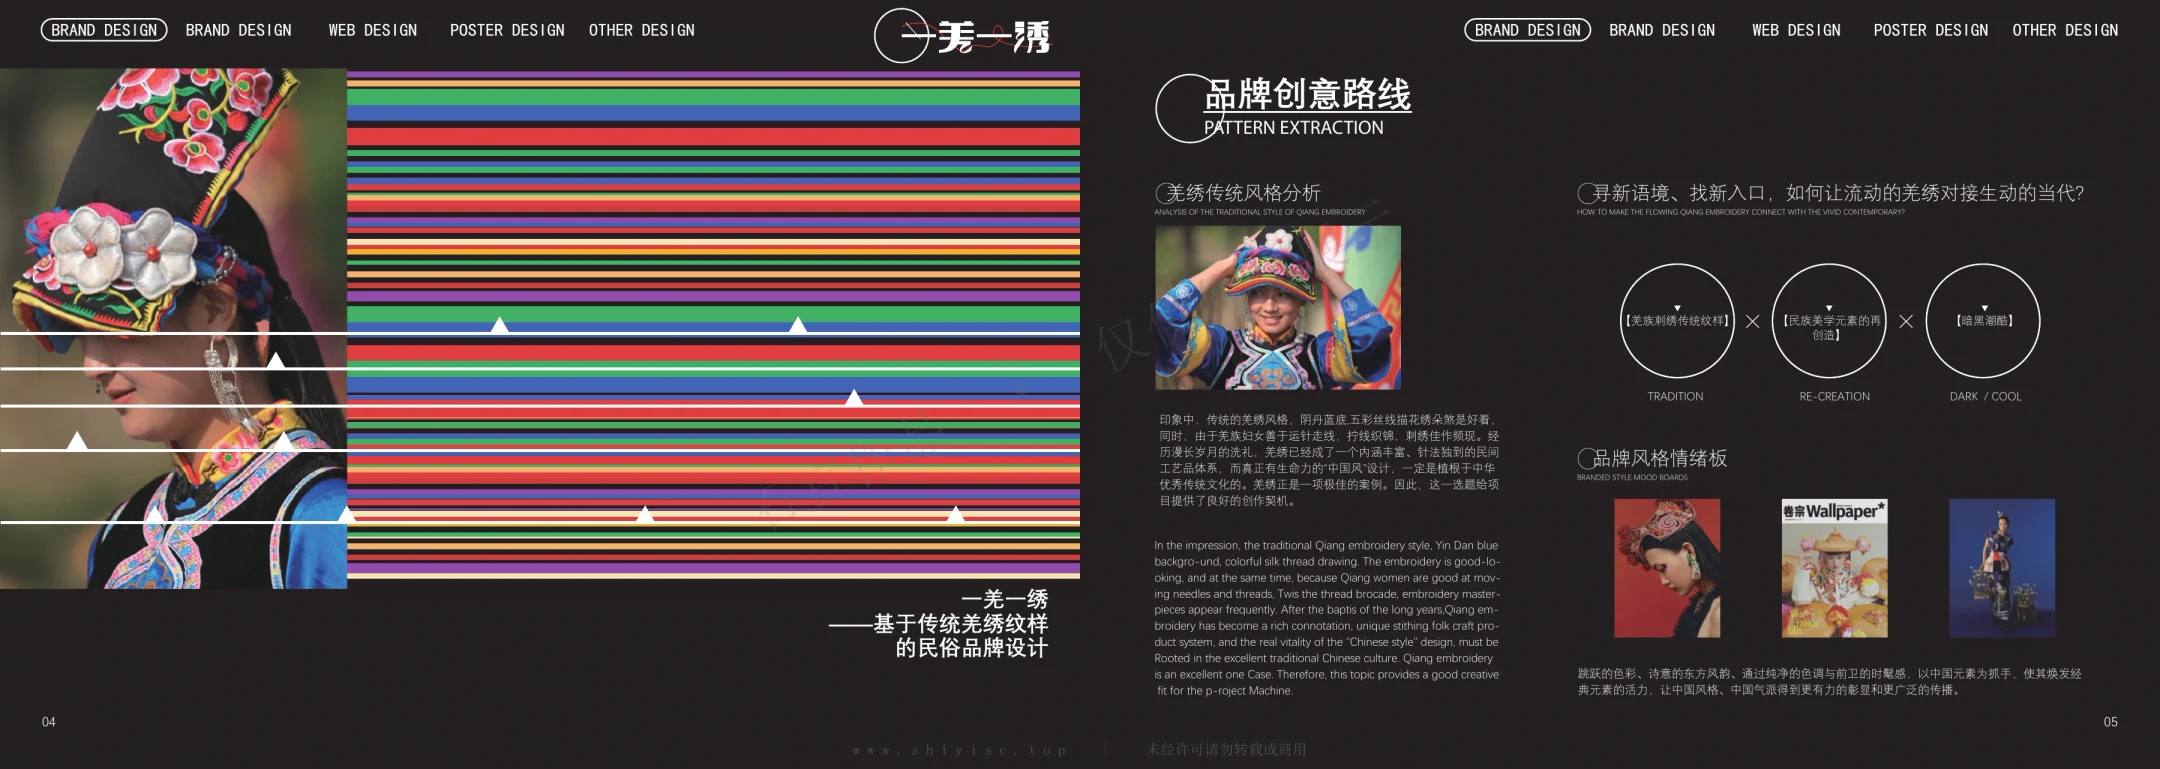 BRAND DESIGN BRAND DESIGN WEB DESIGN POSTER DESIGN OTHER DESIGN
一羌一绣
BRAND DESIGN BRAND DESIGN WEB DESIGN POSTER DESIGN OTHER DESIGN
一羌一绣
——基于传统羌绣纹样
的民俗品牌设计
04
品牌创意路线
PATTERN EXTRACTION
羌绣传统风格分析
ANALYSIS OF THE TRADITIONAL STYLE OF QIANG EMBROIDERY
印象中，传统的羌绣风格，阴丹蓝底,五彩丝线描花绣朵煞是好看，
同时，由于羌族妇女善于运针走线，拧线织锦，刺绣佳作频现。经
历漫长岁月的洗礼，羌绣已经成了一个内涵丰富、针法独到的民间
工艺品体系，而真正有生命力的“中国风”设计，一定是植根于中华
优秀传统文化的。羌绣正是一项极佳的案例。因此，这一选题给项
目提供了良好的创作契机。
In the impression, the traditional Qiang embroidery style, Yin Dan blue
backgro-und, colorful silk thread drawing. The embroidery is good-lo-
oking, and at the same time, because Qiang women are good at mov-
ing needles and threads, Twis the thread brocade, embroidery master-
pieces appear frequently. After the baptis of the long years,Qiang em-
broidery has become a rich connotation, unique stithing folk craft pro-
duct system, and the real vitality of the "Chinese style" design, must be
Rooted in the excellent traditional Chinese culture. Qiang embroidery
is an excellent one Case. Therefore, this topic provides a good creative
fit for the p-roject Machine.
寻新语境、找新入口，如何让流动的羌绣对接生动的当代?
HOW TO MAKE THE FLOWING QIANG EMBROIDERY CONNECT WITH THE VIVID CONTEMPORARY?
【羌族刺绣传统纹样】
【民族美学元素的再
创造】
【暗黑潮酷】
TRADITION
RE-CREATION
DARK / COOL
品牌风格情绪板
BRANDED STYLE MOOD BOARDS
卷宗 Wallpaper*
跳跃的色彩、诗意的东方风韵、通过纯净的色调与前卫的时髦感，以中国元素为抓手，使其焕发经
典元素的活力，让中国风格、中国气派得到更有力的彰显和更广泛的传播。
05
www.shiyisc.top | 未经许可请勿转载或商用